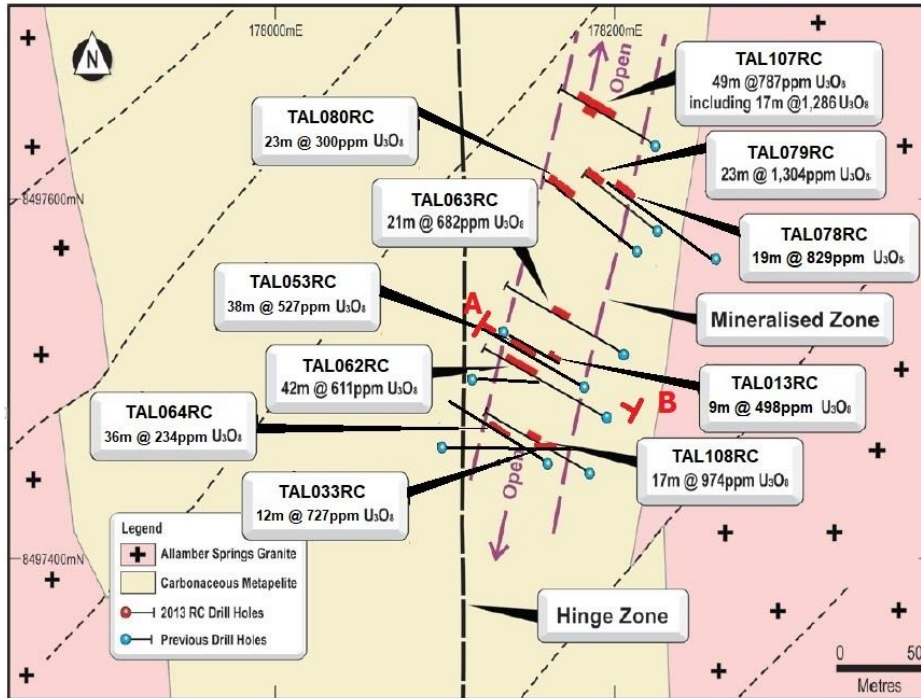 178000mE
178200mE
N
Open
TAL107RC
49m @787ppm U₃O₈
including 17m @1,286 U₃O₈
TAL080RC
23m @ 300ppm U₃O₈
TAL079RC
23m @ 1,304ppm U₃O₈
8497600mN
TAL063RC
21m @ 682ppm U₃O₈
TAL078RC
19m @ 829ppm U₃O₈
TAL053RC
38m @ 527ppm U₃O₈
A
Mineralised Zone
TAL062RC
42m @ 611ppm U₃O₈
TAL013RC
9m @ 498ppm U₃O₈
B
TAL064RC
36m @ 234ppm U₃O₈
TAL108RC
17m @ 974ppm U₃O₈
Open
TAL033RC
12m @ 727ppm U₃O₈
8497400mN
Legend
Allamber Springs Granite
Carbonaceous Metapelite
2013 RC Drill Holes
Previous Drill Holes
Hinge Zone
0 50
Metres